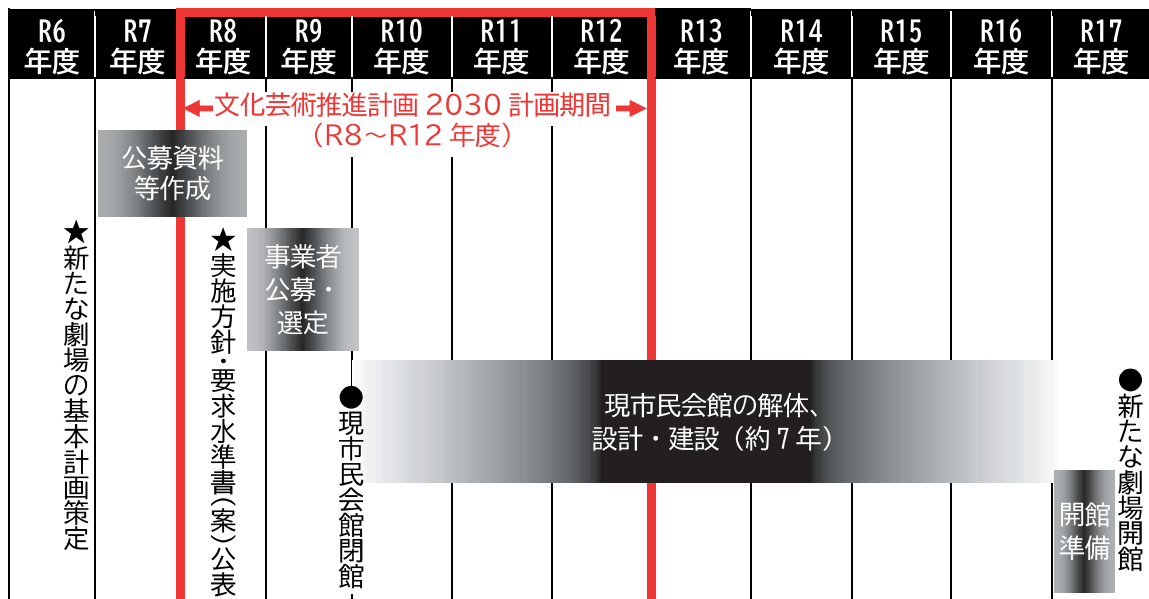 R6
年度
R7
年度
R8
年度
R9
年度
R10
年度
R11
年度
R12
年度
R13
年度
R14
年度
R15
年度
R16
年度
R17
年度
文化芸術推進計画 2030 計画期間
（R8～R12 年度）
公募資料
等作成
★新たな劇場の基本計画策定
★実施方針・要求水準書（案）公表
事業者
公募・
選定
●現市民会館閉館
現市民会館の解体、
設計・建設（約 7 年）
開館
準備
●新たな劇場開館